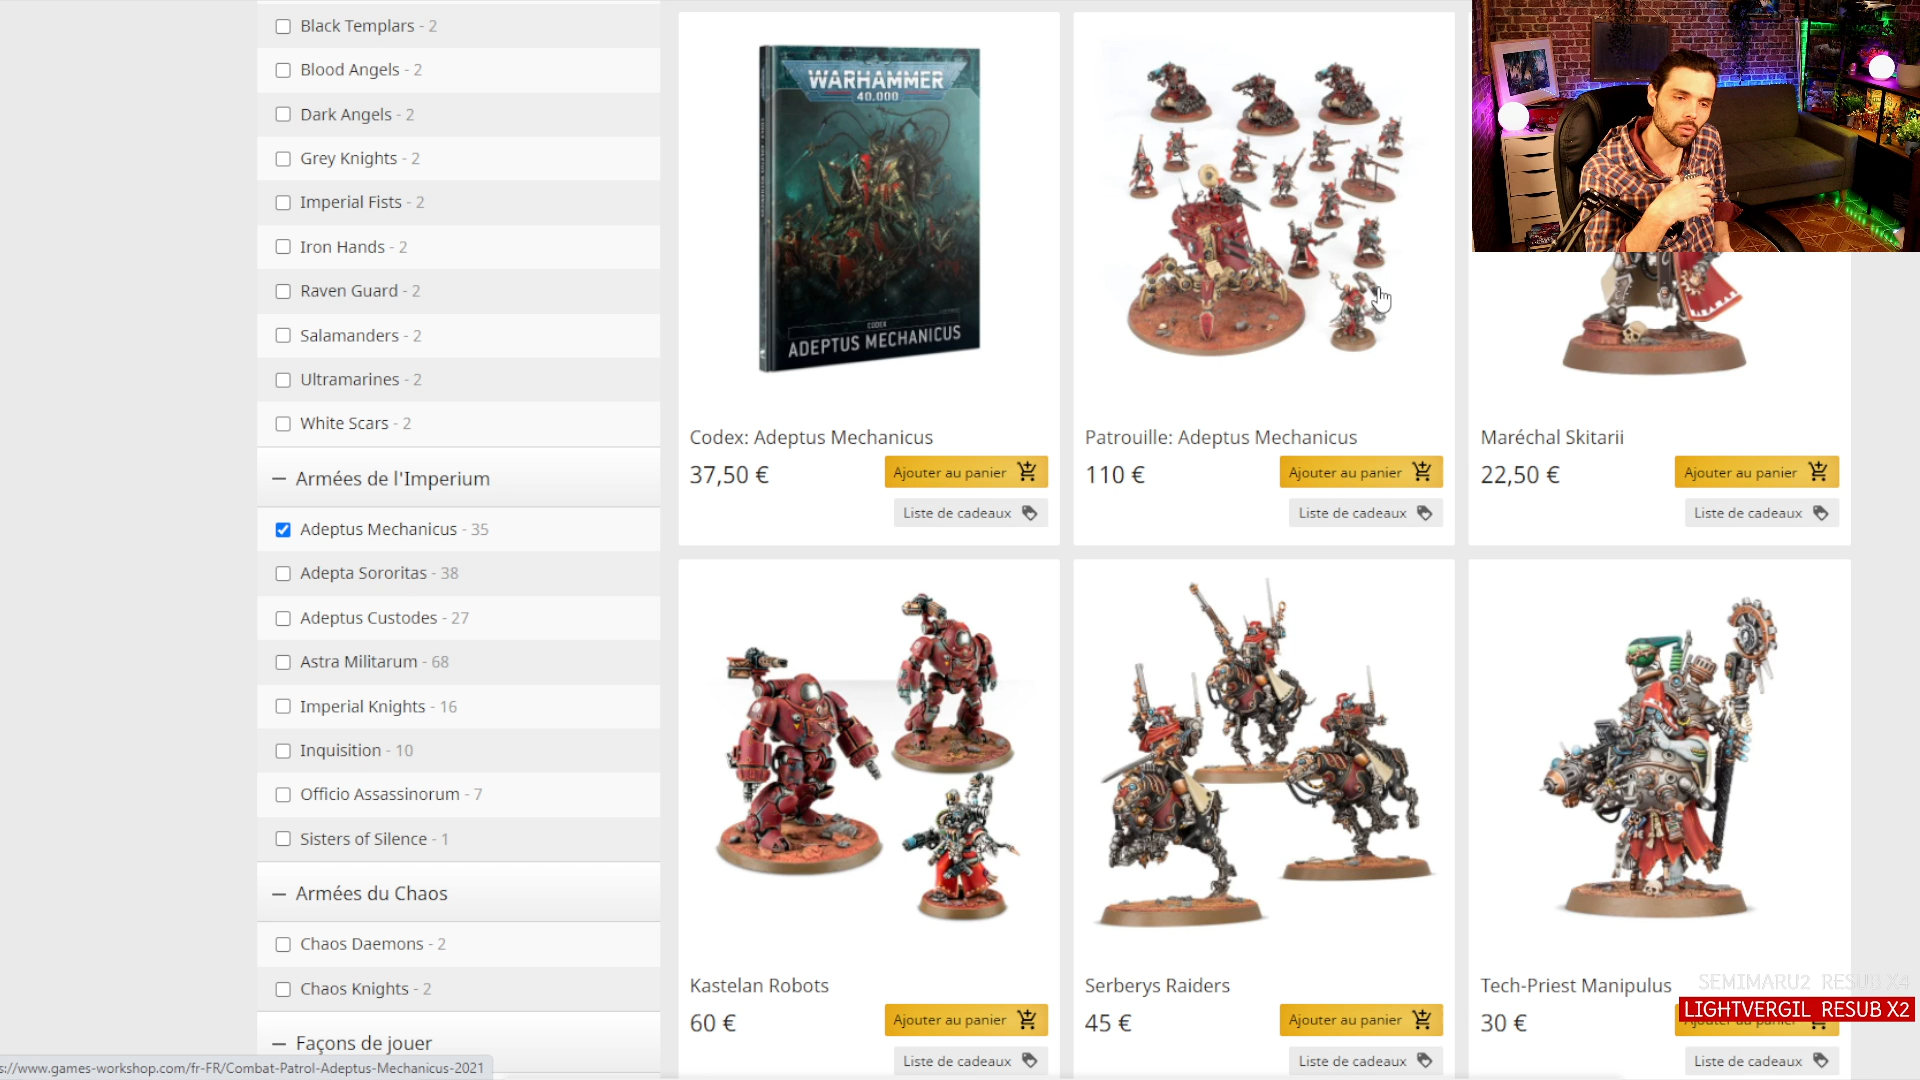 Black Templars - 2
Blood Angels - 2
Dark Angels - 2
Grey Knights - 2
Imperial Fists - 2
Iron Hands - 2
Raven Guard - 2
Salamanders - 2
Ultramarines - 2
White Scars - 2
Armées de l'Imperium
Adeptus Mechanicus - 35
Adepta Sororitas - 38
Adeptus Custodes - 27
Astra Militarum - 68
Imperial Knights - 16
Inquisition - 10
Officio Assassinorum - 7
Sisters of Silence - 1
Armées du Chaos
Chaos Daemons - 2
Chaos Knights - 2
Façons de jouer
s://www.games-workshop.com/fr-FR/Combat-Patrol-Adeptus-Mechanicus-2021
WARHAMMER
40.000
CODEX
ADEPTUS MECHANICUS
Codex: Adeptus Mechanicus
37,50 €
Ajouter au panier
Liste de cadeaux
Patrouille: Adeptus Mechanicus
110 €
Ajouter au panier
Liste de cadeaux
Maréchal Skitarii
22,50 €
Ajouter au panier
Liste de cadeaux
Kastelan Robots
60 €
Ajouter au panier
Liste de cadeaux
Serberys Raiders
45 €
Ajouter au panier
Liste de cadeaux
Tech-Priest Manipulus
30 €
Ajouter au panier
Liste de cadeaux
SEMIMARU2 RESUB X4
LIGHTVERGIL RESUB X2